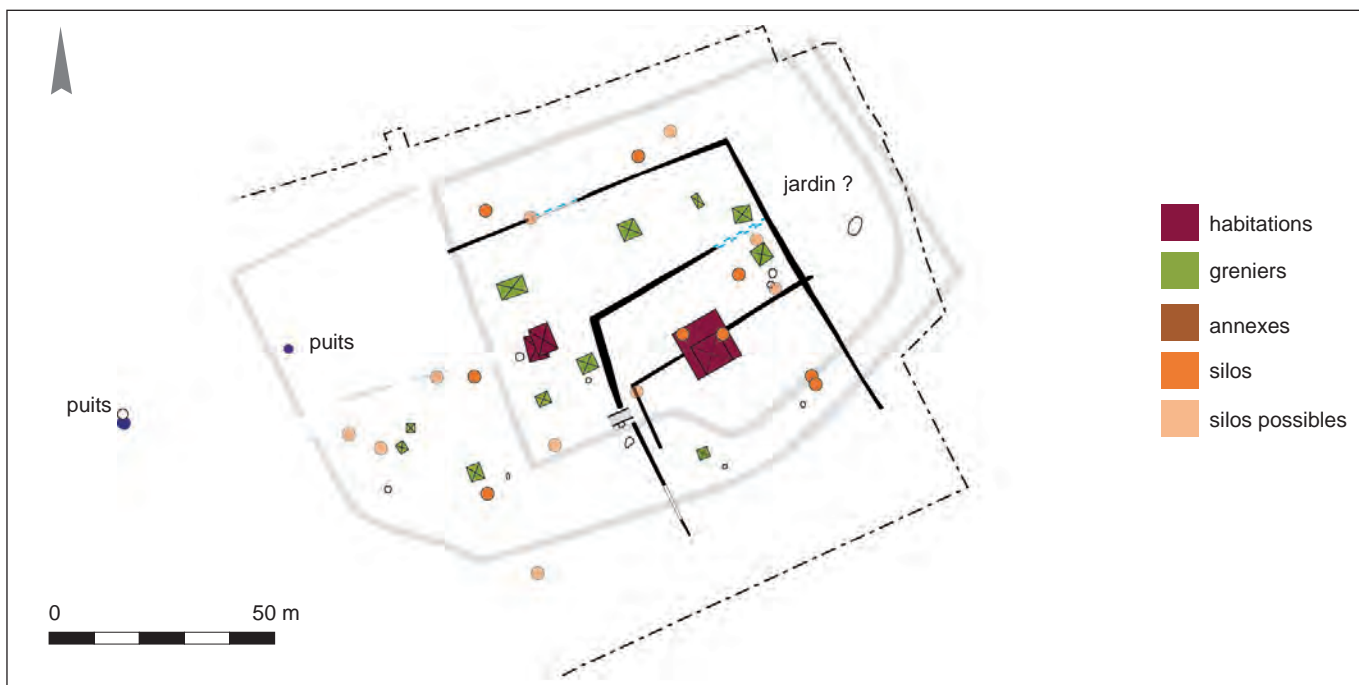 jardin ?
puits
puits
habitations
greniers
annexes
silos
silos possibles
0 50 m